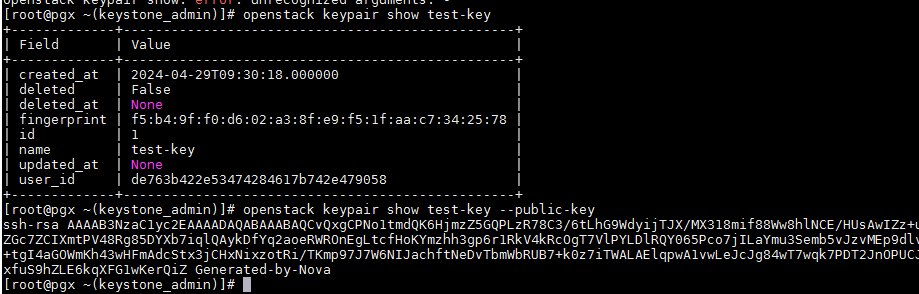 openstack keypair show: error: unrecognized arguments: -
[root@pgx ~(keystone_admin)]# openstack keypair show test-key
+-------------+-------------------------------------------------+
| Field       | Value                                           |
+-------------+-------------------------------------------------+
| created_at  | 2024-04-29T09:30:18.000000                      |
| deleted     | False                                           |
| deleted_at  | None                                            |
| fingerprint | f5:b4:9f:f0:d6:02:a3:8f:e9:f5:1f:aa:c7:34:25:78 |
| id          | 1                                               |
| name        | test-key                                        |
| updated_at  | None                                            |
| user_id     | de763b422e53474284617b742e479058                |
+-------------+-------------------------------------------------+
[root@pgx ~(keystone_admin)]# openstack keypair show test-key --public-key
ssh-rsa AAAAB3NzaC1yc2EAAAADAQABAAABAQCvQxgCPNo1tmdQK6HjmzZ5GQPLzR78C3/6tLhG9WdyijTJX/MX318mif88Ww8hlNCE/HUsAwIZz+u
ZGc7ZCIXmtPV48Rg85DYXb7iqlQAykDfYq2aoeRWROnEgLtcfHoKYmzhh3gp6r1RkV4kRcOgT7VlPYLDlRQY065Pco7jILaYmu3Semb5vJzvMEp9dlv
+tgI4aGOWmKh43wHFmAdcStx3jCHxNixzotRi/TKmp97J7W6NIJachftNeDvTbmWbRUB7+k0z7iTWALAElqpwA1vwLeJcJg84wT7wqk7PDT2JnOPUCJ
xfuS9hZLE6kqXFG1wKerQiZ Generated-by-Nova
[root@pgx ~(keystone_admin)]#